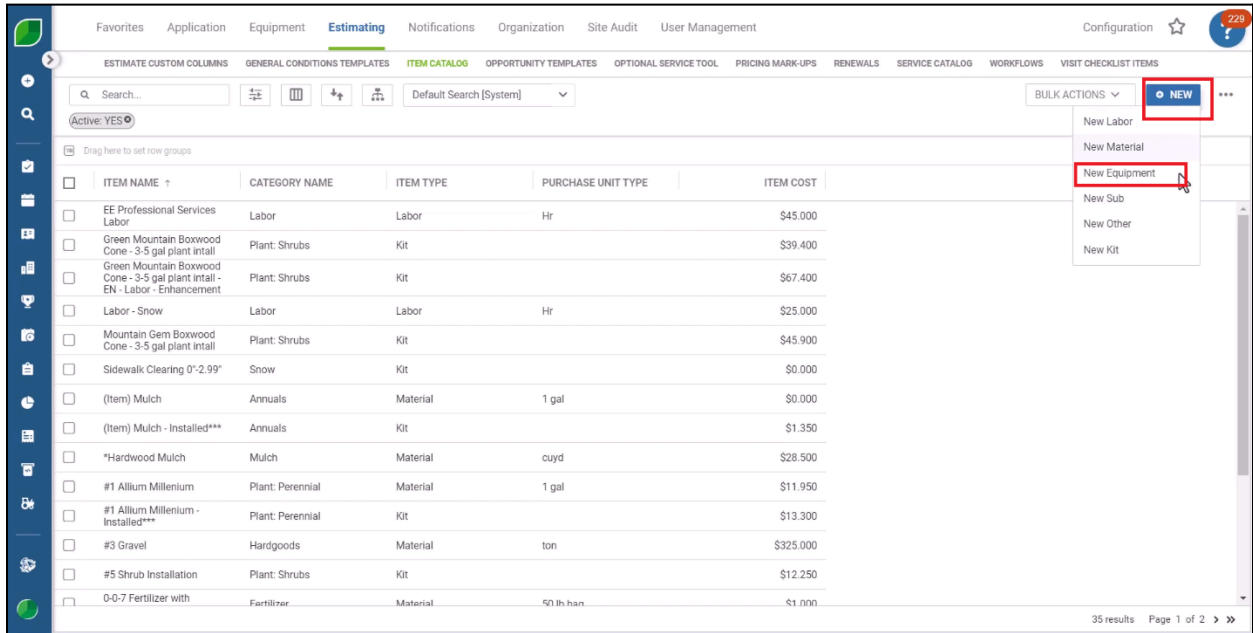 Favorites Application Equipment Estimating Notifications Organization Site Audit User Management Configuration 229
?
ESTIMATE CUSTOM COLUMNS GENERAL CONDITIONS TEMPLATES ITEM CATALOG OPPORTUNITY TEMPLATES OPTIONAL SERVICE TOOL PRICING MARK-UPS RENEWALS SERVICE CATALOG WORKFLOWS VISIT CHECKLIST ITEMS
Search... Default Search [System] BULK ACTIONS NEW
Active: YES
New Labor
Drag here to set row groups
New Material
ITEM NAME ↑ CATEGORY NAME ITEM TYPE PURCHASE UNIT TYPE ITEM COST
New Equipment
New Sub
New Other
New Kit
EE Professional Services
Labor Labor Labor Hr $45.000
Green Mountain Boxwood
Cone - 3-5 gal plant intall Plant: Shrubs Kit $39.400
Green Mountain Boxwood
Cone - 3-5 gal plant intall - Plant: Shrubs Kit $67.400
EN - Labor - Enhancement
Labor - Snow Labor Labor Hr $25.000
Mountain Gem Boxwood
Cone - 3-5 gal plant intall Plant: Shrubs Kit $45.900
Sidewalk Clearing 0"-2.99" Snow Kit $0.000
(Item) Mulch Annuals Material 1 gal $0.000
(Item) Mulch - Installed*** Annuals Kit $1.350
*Hardwood Mulch Mulch Material cuyd $28.500
#1 Allium Millenium Plant: Perennial Material 1 gal $11.950
#1 Allium Millenium -
Installed*** Plant: Perennial Kit $13.300
#3 Gravel Hardgoods Material ton $325.000
#5 Shrub Installation Plant: Shrubs Kit $12.250
0-0-7 Fertilizer with Fertilizer Material 50 lb bag $1.000
35 results Page 1 of 2